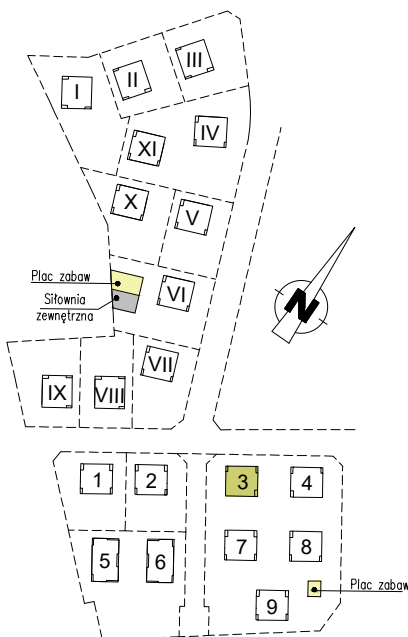 III
II
I
IV
XI
X
V
Plac zabaw
Siłownia
zewnętrzna
VI
N
VII
IX
VIII
1
2
3
4
5
6
7
8
9
Plac zabaw